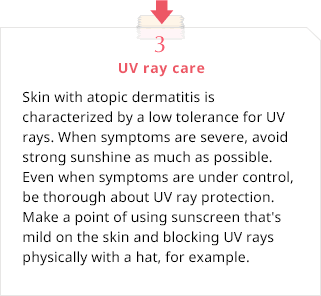 3
UV ray care
Skin with atopic dermatitis is
characterized by a low tolerance for UV
rays. When symptoms are severe, avoid
strong sunshine as much as possible.
Even when symptoms are under control,
be thorough about UV ray protection.
Make a point of using sunscreen that's
mild on the skin and blocking UV rays
physically with a hat, for example.